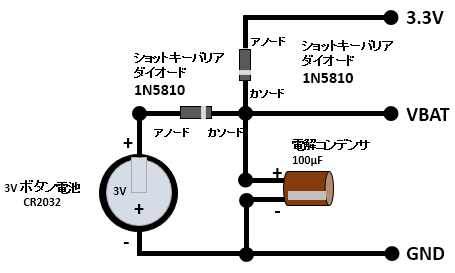 3.3V
アノード
ショットキーバリア
ダイオード
1N5810
ショットキーバリア
ダイオード
1N5810
カソード
アノード
カソード
VBAT
+
電解コンデンサ
100μF
+
-
3V ボタン電池
CR2032
3V
+
-
GND